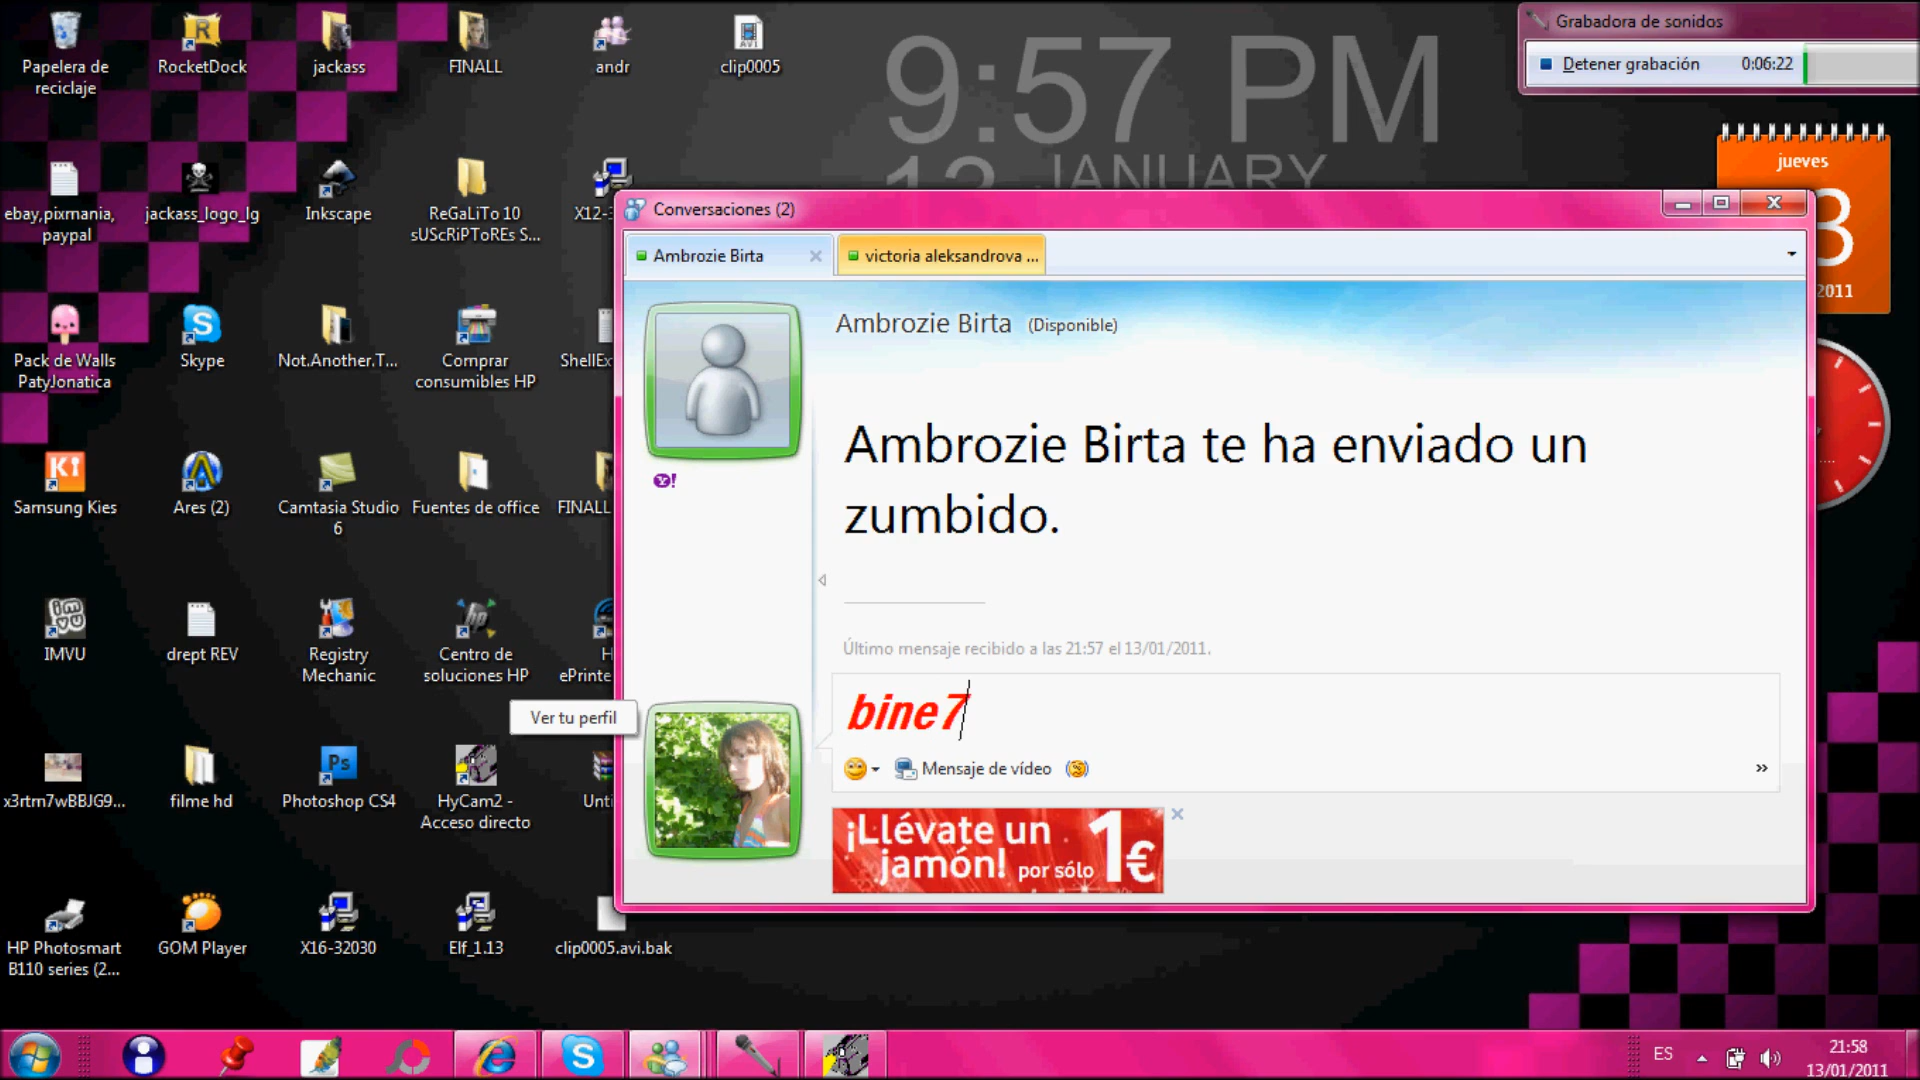 9:57 PM
JANUARY
Grabadora de sonidos
Detener grabación 0:06:22
jueves
2011
Papelera de
reciclaje
RocketDock
jackass
FINALL
andr
clip0005
AVI
ebay,pixmania,
paypal
jackass_logo_lg
Inkscape
ReGaLiTo 10
sUScRiPToREs S...
X12-3
Pack de Walls
PatyJonatica
Skype
Not.Another.T...
Comprar
consumibles HP
ShellEx
Samsung Kies
Ares (2)
Camtasia Studio
6
Fuentes de office
FINALL
IMVU
drept REV
Registry
Mechanic
Centro de
soluciones HP
H
ePrinte
x3rtm7wBBJG9...
filme hd
Photoshop CS4
HyCam2 -
Acceso directo
Unti
HP Photosmart
B110 series (2...
GOM Player
X16-32030
Elf_1.13
clip0005.avi.bak
Conversaciones (2)
Ambrozie Birta
victoria aleksandrova ...
Ambrozie Birta (Disponible)
Ambrozie Birta te ha enviado un
zumbido.
Último mensaje recibido a las 21:57 el 13/01/2011.
bine7
Mensaje de vídeo
Ver tu perfil
¡Llévate un
jamón! por sólo 1€
ES
21:58
13/01/2011